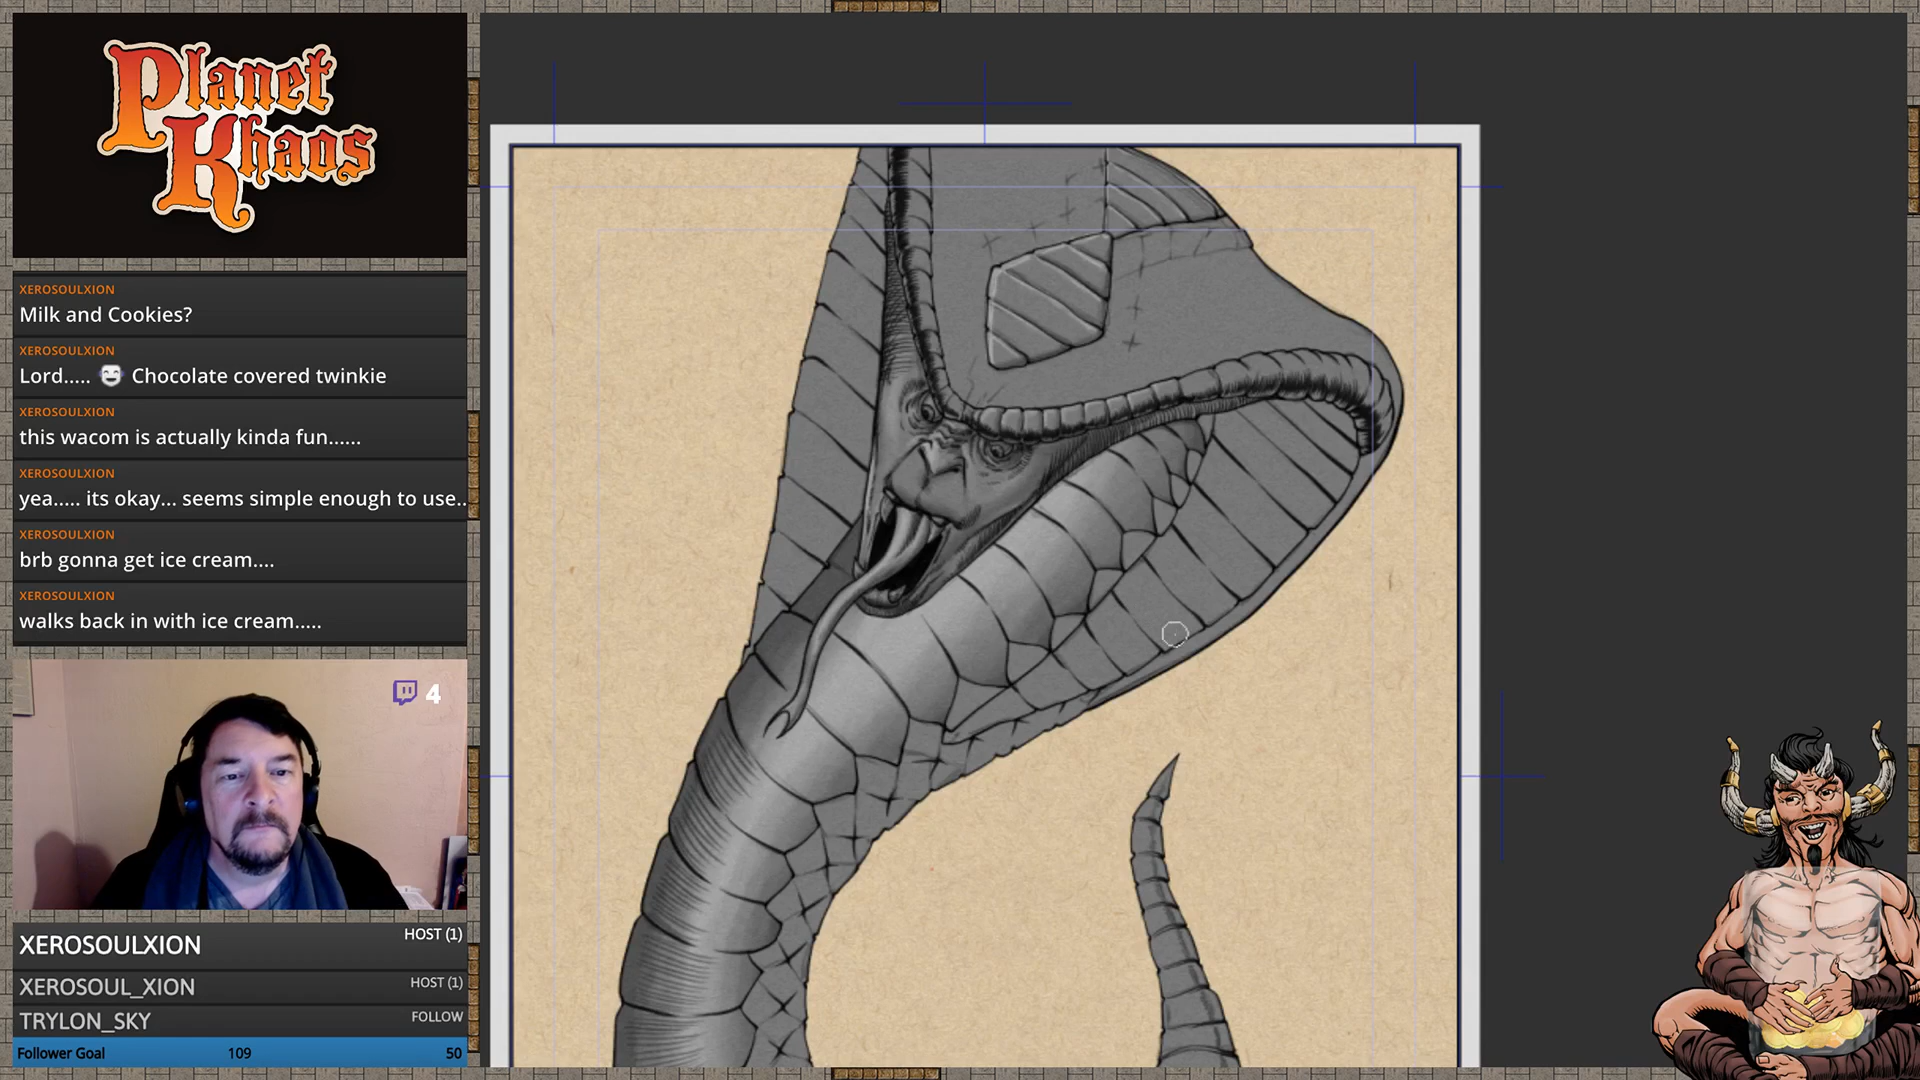 Planet
Khaos
XEROSOULXION
Milk and Cookies?
XEROSOULXION
Lord..... Chocolate covered twinkie
XEROSOULXION
this wacom is actually kinda fun......
XEROSOULXION
yea..... its okay... seems simple enough to use..
XEROSOULXION
brb gonna get ice cream....
XEROSOULXION
walks back in with ice cream.....
4
XEROSOULXION HOST (1)
XEROSOUL_XION HOST (1)
TRYLON_SKY FOLLOW
Follower Goal 109 50